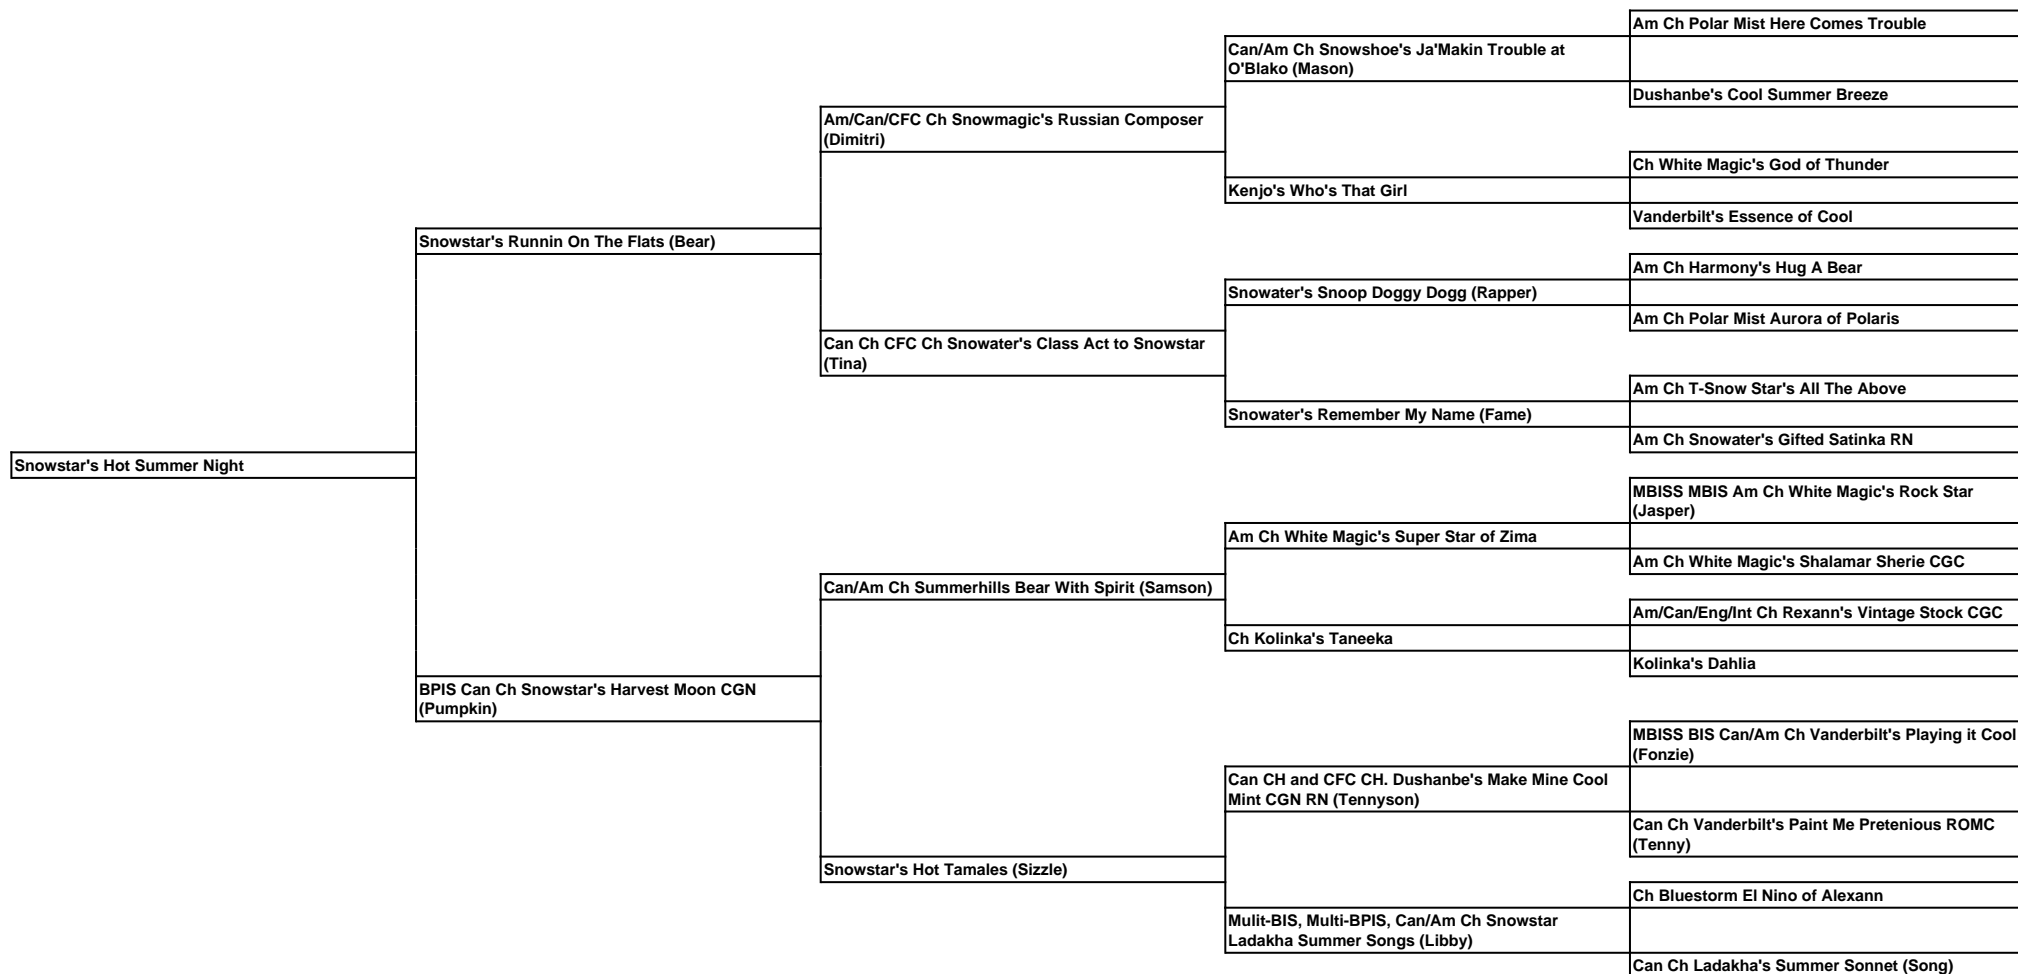 Am Ch Polar Mist Here Comes Trouble
Can/Am Ch Snowshoe's Ja'Makin Trouble at
O'Blako (Mason)
Dushanbe's Cool Summer Breeze
Am/Can/CFC Ch Snowmagic's Russian Composer
(Dimitri)
Ch White Magic's God of Thunder
Kenjo's Who's That Girl
Vanderbilt's Essence of Cool
Snowstar's Runnin On The Flats (Bear)
Am Ch Harmony's Hug A Bear
Snowater's Snoop Doggy Dogg (Rapper)
Am Ch Polar Mist Aurora of Polaris
Can Ch CFC Ch Snowater's Class Act to Snowstar
(Tina)
Am Ch T-Snow Star's All The Above
Snowater's Remember My Name (Fame)
Am Ch Snowater's Gifted Satinka RN
Snowstar's Hot Summer Night
MBISS MBIS Am Ch White Magic's Rock Star
(Jasper)
Am Ch White Magic's Super Star of Zima
Am Ch White Magic's Shalamar Sherie CGC
Can/Am Ch Summerhills Bear With Spirit (Samson)
Am/Can/Eng/Int Ch Rexann's Vintage Stock CGC
Ch Kolinka's Taneeka
Kolinka's Dahlia
BPIS Can Ch Snowstar's Harvest Moon CGN
(Pumpkin)
MBISS BIS Can/Am Ch Vanderbilt's Playing it Cool
(Fonzie)
Can CH and CFC CH. Dushanbe's Make Mine Cool
Mint CGN RN (Tennyson)
Can Ch Vanderbilt's Paint Me Pretenious ROMC
(Tenny)
Snowstar's Hot Tamales (Sizzle)
Ch Bluestorm El Nino of Alexann
Mulit-BIS, Multi-BPIS, Can/Am Ch Snowstar
Ladakha Summer Songs (Libby)
Can Ch Ladakha's Summer Sonnet (Song)